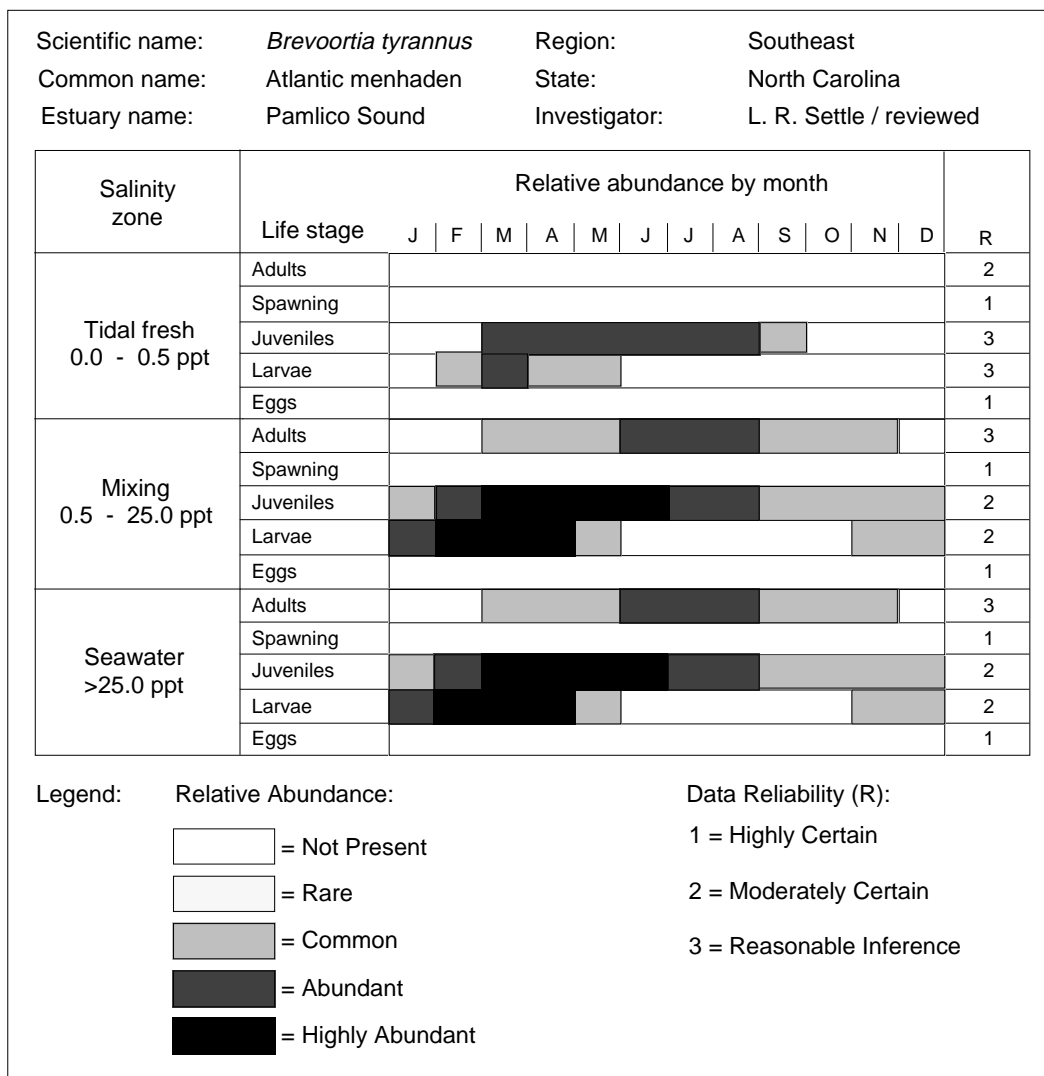 Scientific name: Brevoortia tyrannus Region: Southeast
Common name: Atlantic menhaden State: North Carolina
Estuary name: Pamlico Sound Investigator: L. R. Settle / reviewed
Salinity zone
Relative abundance by month
Life stage J F M A M J J A S O N D R
Tidal fresh
0.0 - 0.5 ppt
Adults 2
Spawning 1
Juveniles 3
Larvae 3
Eggs 1
Mixing
0.5 - 25.0 ppt
Adults 3
Spawning 1
Juveniles 2
Larvae 2
Eggs 1
Seawater
>25.0 ppt
Adults 3
Spawning 1
Juveniles 2
Larvae 2
Eggs 1
Legend: Relative Abundance:
= Not Present
= Rare
= Common
= Abundant
= Highly Abundant
Data Reliability (R):
1 = Highly Certain
2 = Moderately Certain
3 = Reasonable Inference